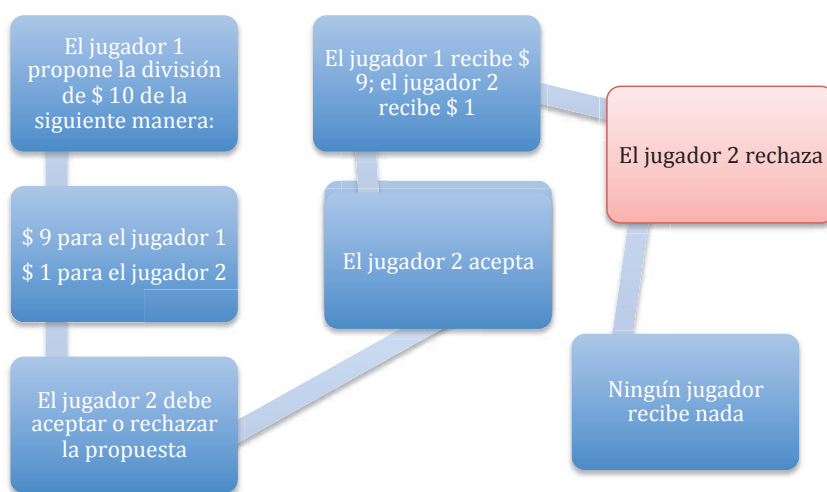 El jugador 1
propone la división
de $ 10 de la
siguiente manera:
$ 9 para el jugador 1
$ 1 para el jugador 2
El jugador 2 debe
aceptar o rechazar
la propuesta
El jugador 2 acepta
El jugador 1 recibe $
9; el jugador 2
recibe $ 1
El jugador 2 rechaza
Ningún jugador
recibe nada